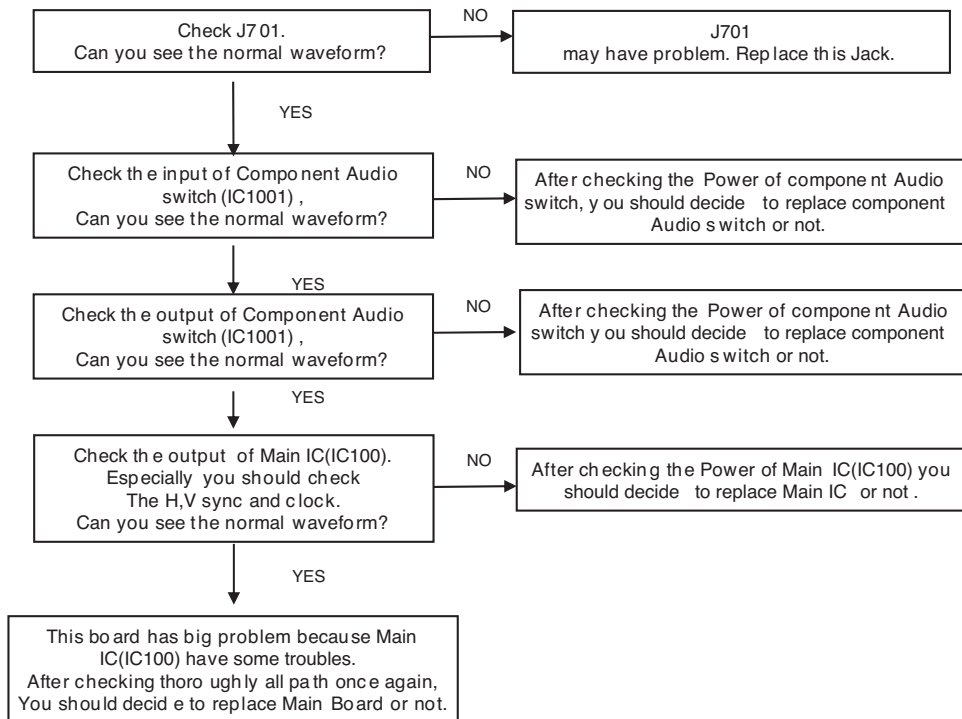 Check J701.
Can you see the normal waveform?
NO
J701
may have problem. Replace this Jack.
YES
Check the input of Component Audio
switch (IC1001) ,
Can you see the normal waveform?
NO
After checking the Power of component Audio
switch, you should decide to replace component
Audio switch or not.
YES
Check the output of Component Audio
switch (IC1001) ,
Can you see the normal waveform?
NO
After checking the Power of component Audio
switch you should decide to replace component
Audio switch or not.
YES
Check the output of Main IC(IC100).
Especially you should check
The H,V sync and clock.
Can you see the normal waveform?
NO
After checking the Power of Main IC(IC100) you
should decide to replace Main IC or not .
YES
This board has big problem because Main
IC(IC100) have some troubles.
After checking thoroughly all path once again,
You should decide to replace Main Board or not.